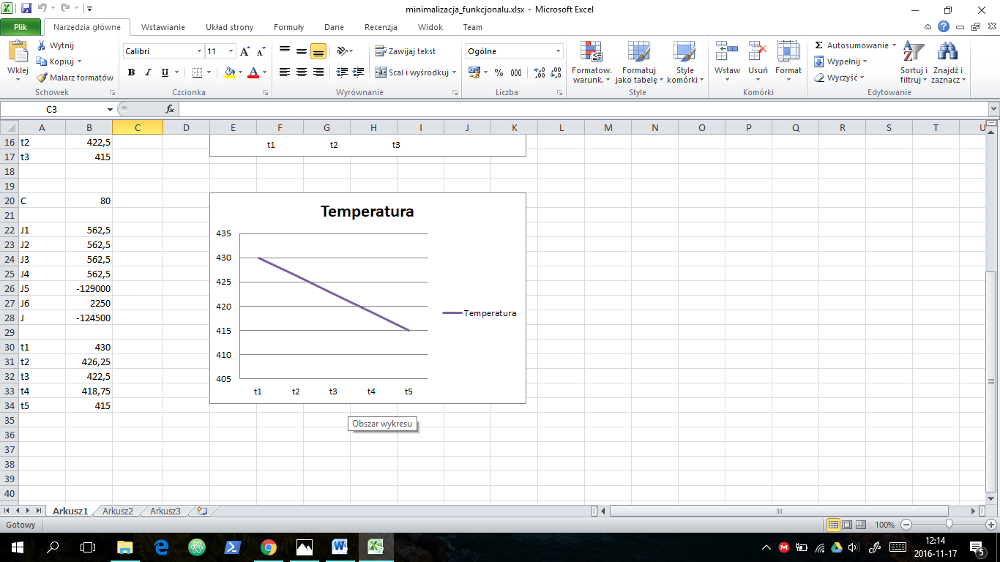 minimalizacja_funkcjonalu.xlsx - Microsoft Excel
Plik Narzędzia główne Wstawianie Układ strony Formuły Dane Recenzja Widok Team
Wklej
Wytnij
Kopiuj
Malarz formatów
Schowek
Calibri 11
B I U A
Czcionka
Zawijaj tekst
Scal i wyśrodkuj
Wyrównanie
Ogólne
% 000
Liczba
Formatow. warunk.
Formatuj jako tabelę
Style komórki
Style
Wstaw Usuń Format
Komórki
Autosumowanie
Wypełnij
Wyczyść
Sortuj i filtruj
Znajdź i zaznacz
Edytowanie
C3 fx
A B C D E F G H I J K L M N O P Q R S T U
16 t2 422,5 t1 t2 t3
17 t3 415
18
19
20 C 80
21
22 J1 562,5
23 J2 562,5
24 J3 562,5
25 J4 562,5
26 J5 -129000
27 J6 2250
28 J -124500
29
30 t1 430
31 t2 426,25
32 t3 422,5
33 t4 418,75
34 t5 415
35
36
37
38
39
40
Temperatura
435
430
425
420
415
410
405
t1 t2 t3 t4 t5
Temperatura
Obszar wykresu
Arkusz1 Arkusz2 Arkusz3
Gotowy 100%
12:14
2016-11-17
5